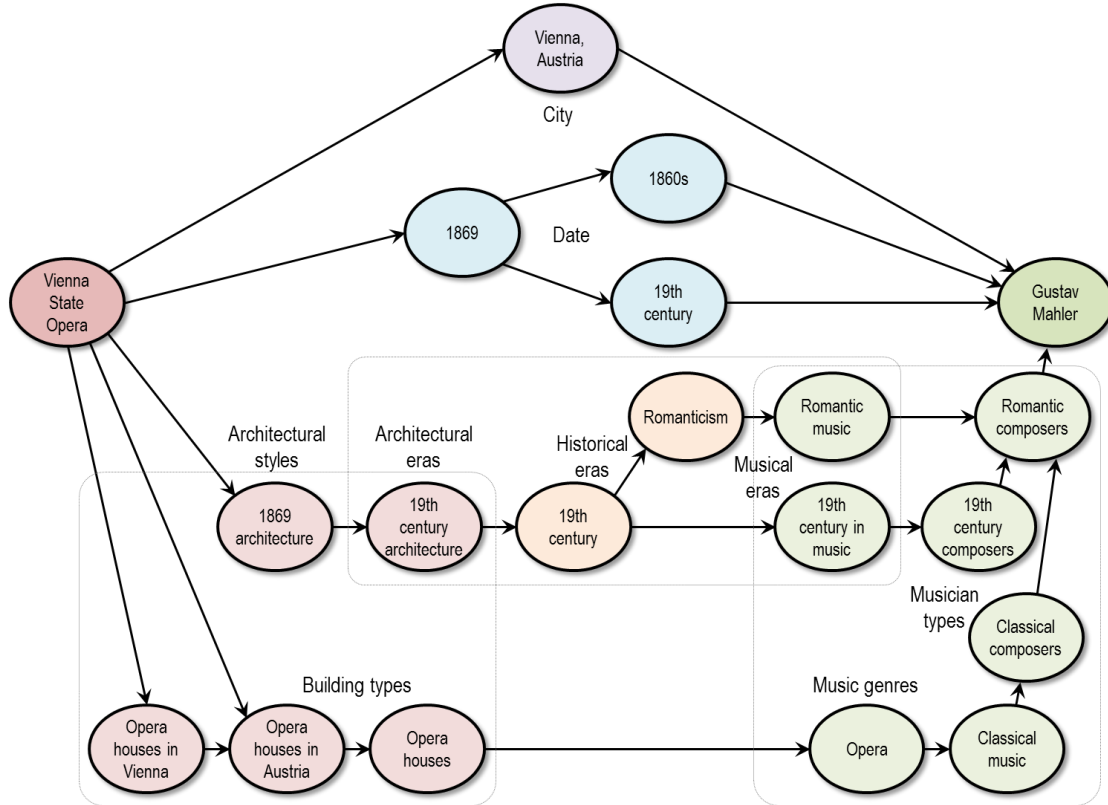 Vienna,
Austria
City
1860s
1869
Date
Vienna
State
Opera
19th
century
Gustav
Mahler
Romanticism
Romantic
music
Romantic
composers
Architectural
styles
Architectural
eras
Historical
eras
Musical
eras
1869
architecture
19th
century
architecture
19th
century
19th
century in
music
19th
century
composers
Musician
types
Classical
composers
Building types
Music genres
Opera
houses in
Vienna
Opera
houses in
Austria
Opera
houses
Opera
Classical
music